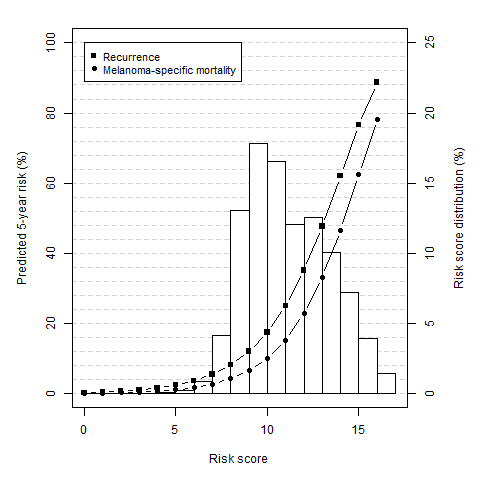 Recurrence
Melanoma-specific mortality
Predicted 5-year risk (%)
100
80
60
40
20
0
25
20
15
10
5
0
Risk score distribution (%)
0 5 10 15
Risk score